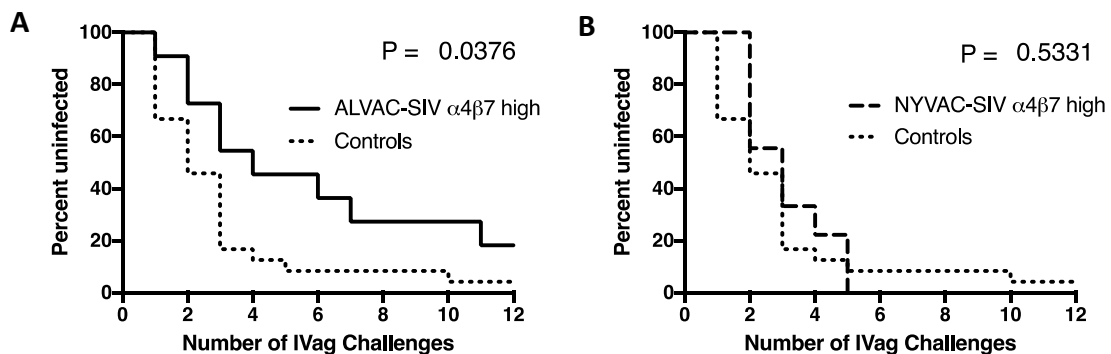 A
Percent uninfected
100
80
60
40
20
0
P = 0.0376
ALVAC-SIV α4β7 high
Controls
0 2 4 6 8 10 12
Number of IVag Challenges
B
Percent uninfected
100
80
60
40
20
0
P = 0.5331
NYVAC-SIV α4β7 high
Controls
0 2 4 6 8 10 12
Number of IVag Challenges